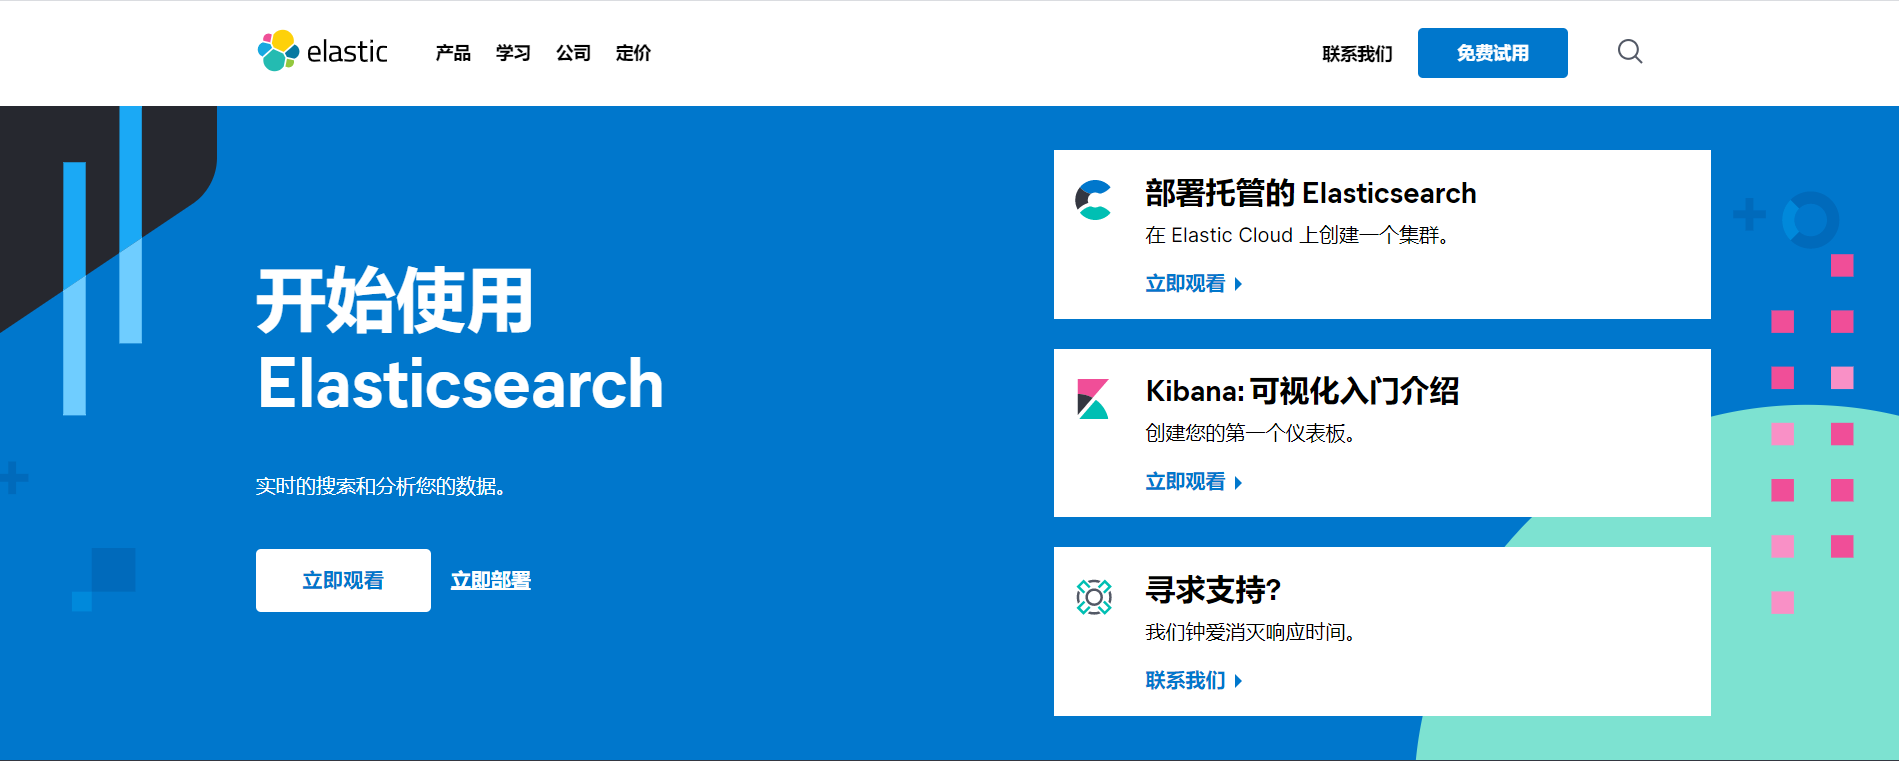 elastic 产品 学习 公司 定价 联系我们 免费试用
开始使用
Elasticsearch
实时的搜索和分析您的数据。
立即观看 立即部署
部署托管的 Elasticsearch
在 Elastic Cloud 上创建一个集群。
立即观看
Kibana: 可视化入门介绍
创建您的第一个仪表板。
立即观看
寻求支持?
我们钟爱消灭响应时间。
联系我们